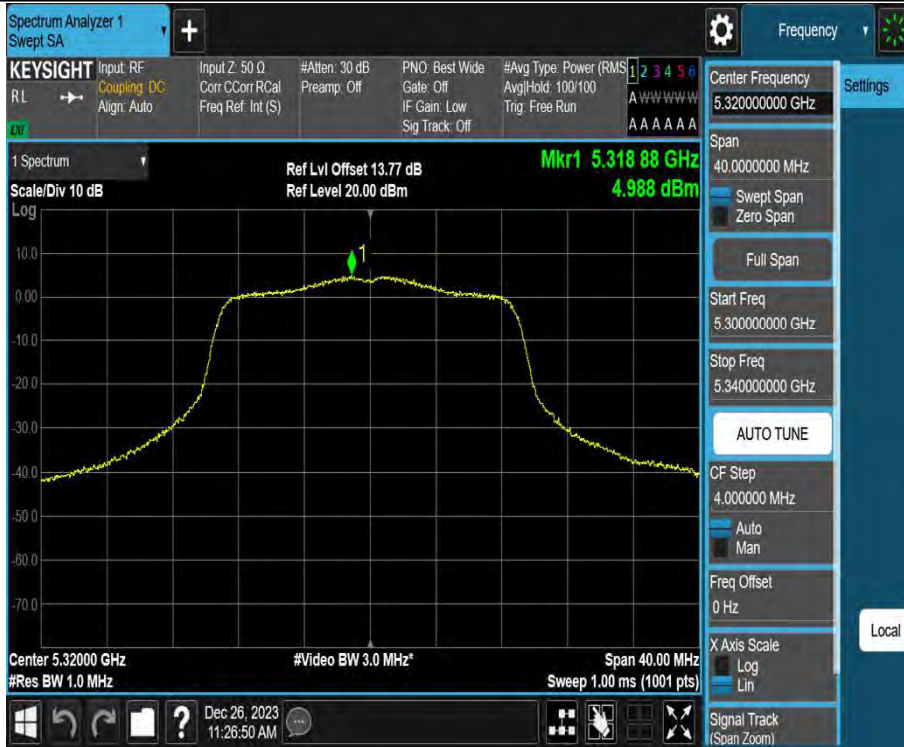 Spectrum Analyzer 1
Swept SA
+
Frequency
KEYSIGHT
RL
LXI
Input: RF
Coupling: DC
Align: Auto
Input Z: 50 Ω
Corr CCorr RCal
Freq Ref: Int (S)
#Atten: 30 dB
Preamp: Off
PNO: Best Wide
Gate: Off
IF Gain: Low
Sig Track: Off
#Avg Type: Power (RMS
Avg|Hold: 100/100
Trig: Free Run
1 2 3 4 5 6
A W W W W W
A A A A A A
1 Spectrum
Scale/Div 10 dB
Log
Ref Lvl Offset 13.77 dB
Ref Level 20.00 dBm
Mkr1 5.318 88 GHz
4.988 dBm
1
10.0
0.00
-10.0
-20.0
-30.0
-40.0
-50.0
-60.0
-70.0
Center 5.32000 GHz
#Res BW 1.0 MHz
#Video BW 3.0 MHz*
Span 40.00 MHz
Sweep 1.00 ms (1001 pts)
?
Dec 26, 2023
11:26:50 AM
Center Frequency
5.320000000 GHz
Span
40.0000000 MHz
Swept Span
Zero Span
Full Span
Start Freq
5.300000000 GHz
Stop Freq
5.340000000 GHz
AUTO TUNE
CF Step
4.000000 MHz
Auto
Man
Freq Offset
0 Hz
X Axis Scale
Log
Lin
Signal Track
(Span Zoom)
Settings
Local